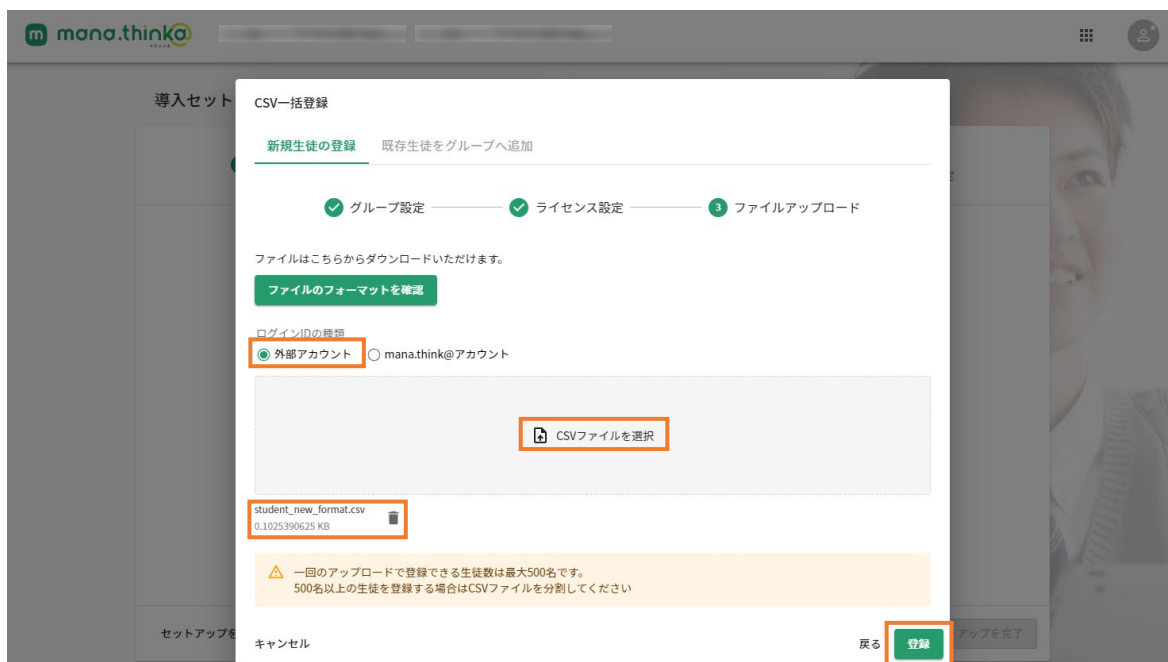 mana.think@
マナシンカ
導入セット
CSV一括登録
新規生徒の登録 既存生徒をグループへ追加
定
グループ設定 ライセンス設定 3 ファイルアップロード
ファイルはこちらからダウンロードいただけます。
ファイルのフォーマットを確認
ログインIDの種類
外部アカウント mana.think@アカウント
CSVファイルを選択
student_new_format.csv
0.1025390625 KB
一回のアップロードで登録できる生徒数は最大500名です。
500名以上の生徒を登録する場合はCSVファイルを分割してください
セットアップを
キャンセル 戻る 登録
アップを完了